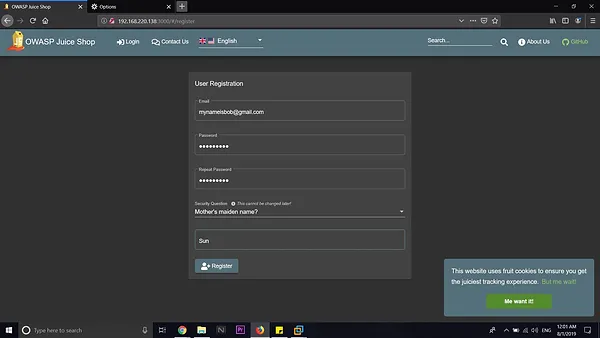 OWASP Juice Shop
Options
192.168.220.138:3000/#/register
OWASP Juice Shop
Login
Contact Us
English
Search...
About Us
GitHub
User Registration
Email
mynameisbob@gmail.com
Password
•••••••••
Repeat Password
•••••••••
Security Question
This cannot be changed later!
Mother's maiden name?
Sun
Register
This website uses fruit cookies to ensure you get
the juiciest tracking experience. But me wait!
Me want it!
Type here to search
ENG
12:01 AM
8/1/2019